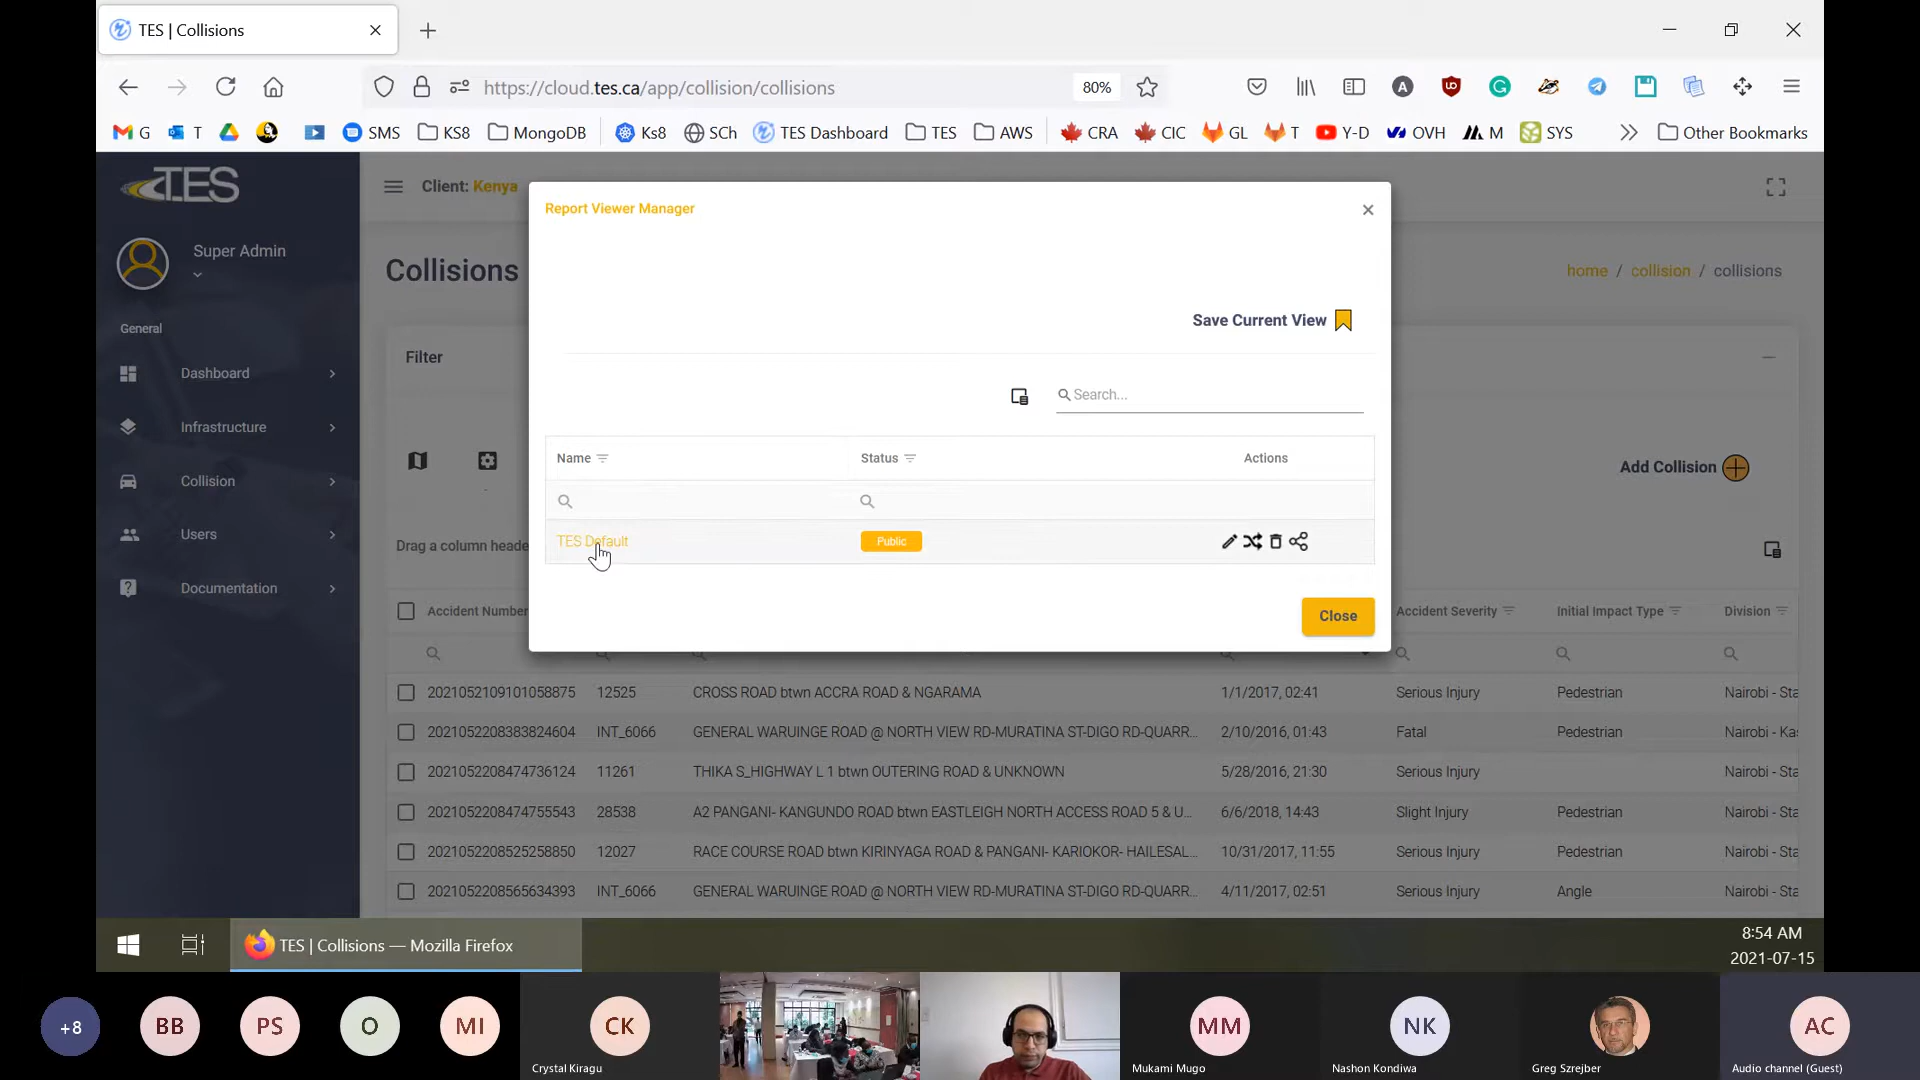 TES | Collisions
https://cloud.tes.ca/app/collision/collisions
80%
G
T
SMS
KS8
MongoDB
Ks8
SCh
TES Dashboard
TES
AWS
CRA
CIC
GL
T
Y-D
OVH
M
SYS
Other Bookmarks
TES
Client: Kenya
Super Admin
General
Dashboard
Infrastructure
Collision
Users
Documentation
Collisions
home / collision / collisions
Filter
Add Collision
Drag a column heade
Report Viewer Manager
Save Current View
Search...
Name
Status
Actions
TES Default
Public
Close
Accident Number
Accident Severity
Initial Impact Type
Division
2021052109101058875 12525 CROSS ROAD btwn ACCRA ROAD & NGARAMA 1/1/2017, 02:41 Serious Injury Pedestrian Nairobi - Sta
2021052208383824604 INT_6066 GENERAL WARUINGE ROAD @ NORTH VIEW RD-MURATINA ST-DIGO RD-QUARR... 2/10/2016, 01:43 Fatal Pedestrian Nairobi - Kas
2021052208474736124 11261 THIKA S_HIGHWAY L 1 btwn OUTERING ROAD & UNKNOWN 5/28/2016, 21:30 Serious Injury Nairobi - Sta
2021052208474755543 28538 A2 PANGANI- KANGUNDO ROAD btwn EASTLEIGH NORTH ACCESS ROAD 5 & U... 6/6/2018, 14:43 Slight Injury Pedestrian Nairobi - Sta
2021052208525258850 12027 RACE COURSE ROAD btwn KIRINYAGA ROAD & PANGANI- KARIOKOR- HAILESAL... 10/31/2017, 11:55 Serious Injury Pedestrian Nairobi - Sta
2021052208565634393 INT_6066 GENERAL WARUINGE ROAD @ NORTH VIEW RD-MURATINA ST-DIGO RD-QUARR... 4/11/2017, 02:51 Serious Injury Angle Nairobi - Sta
TES | Collisions — Mozilla Firefox
8:54 AM
2021-07-15
+8
BB
PS
O
MI
CK
Crystal Kiragu
MM
Mukami Mugo
NK
Nashon Kondiwa
Greg Szrejber
AC
Audio channel (Guest)